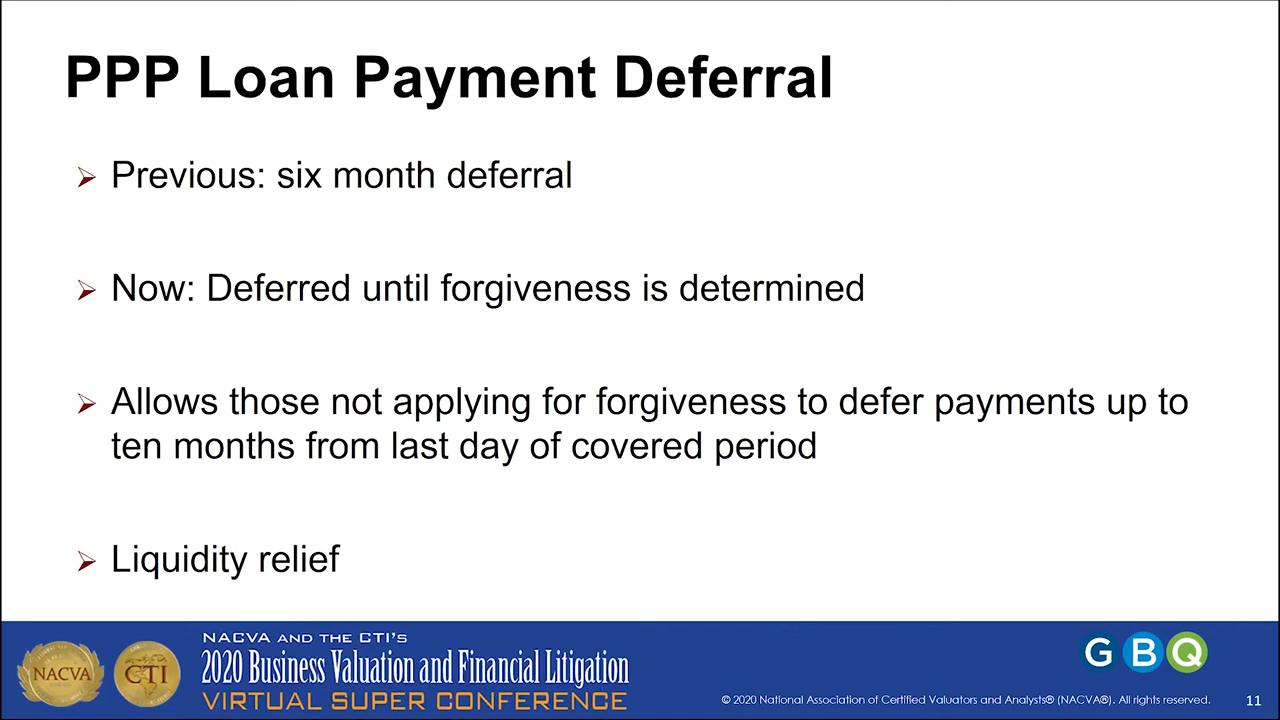 PPP Loan Payment Deferral
Previous: six month deferral
Now: Deferred until forgiveness is determined
Allows those not applying for forgiveness to defer payments up to
ten months from last day of covered period
Liquidity relief
NACVA AND THE CTI'S
2020 Business Valuation and Financial Litigation
VIRTUAL SUPER CONFERENCE
NACVA
CTI
GBQ
© 2020 National Association of Certified Valuators and Analysts® (NACVA®). All rights reserved.
11